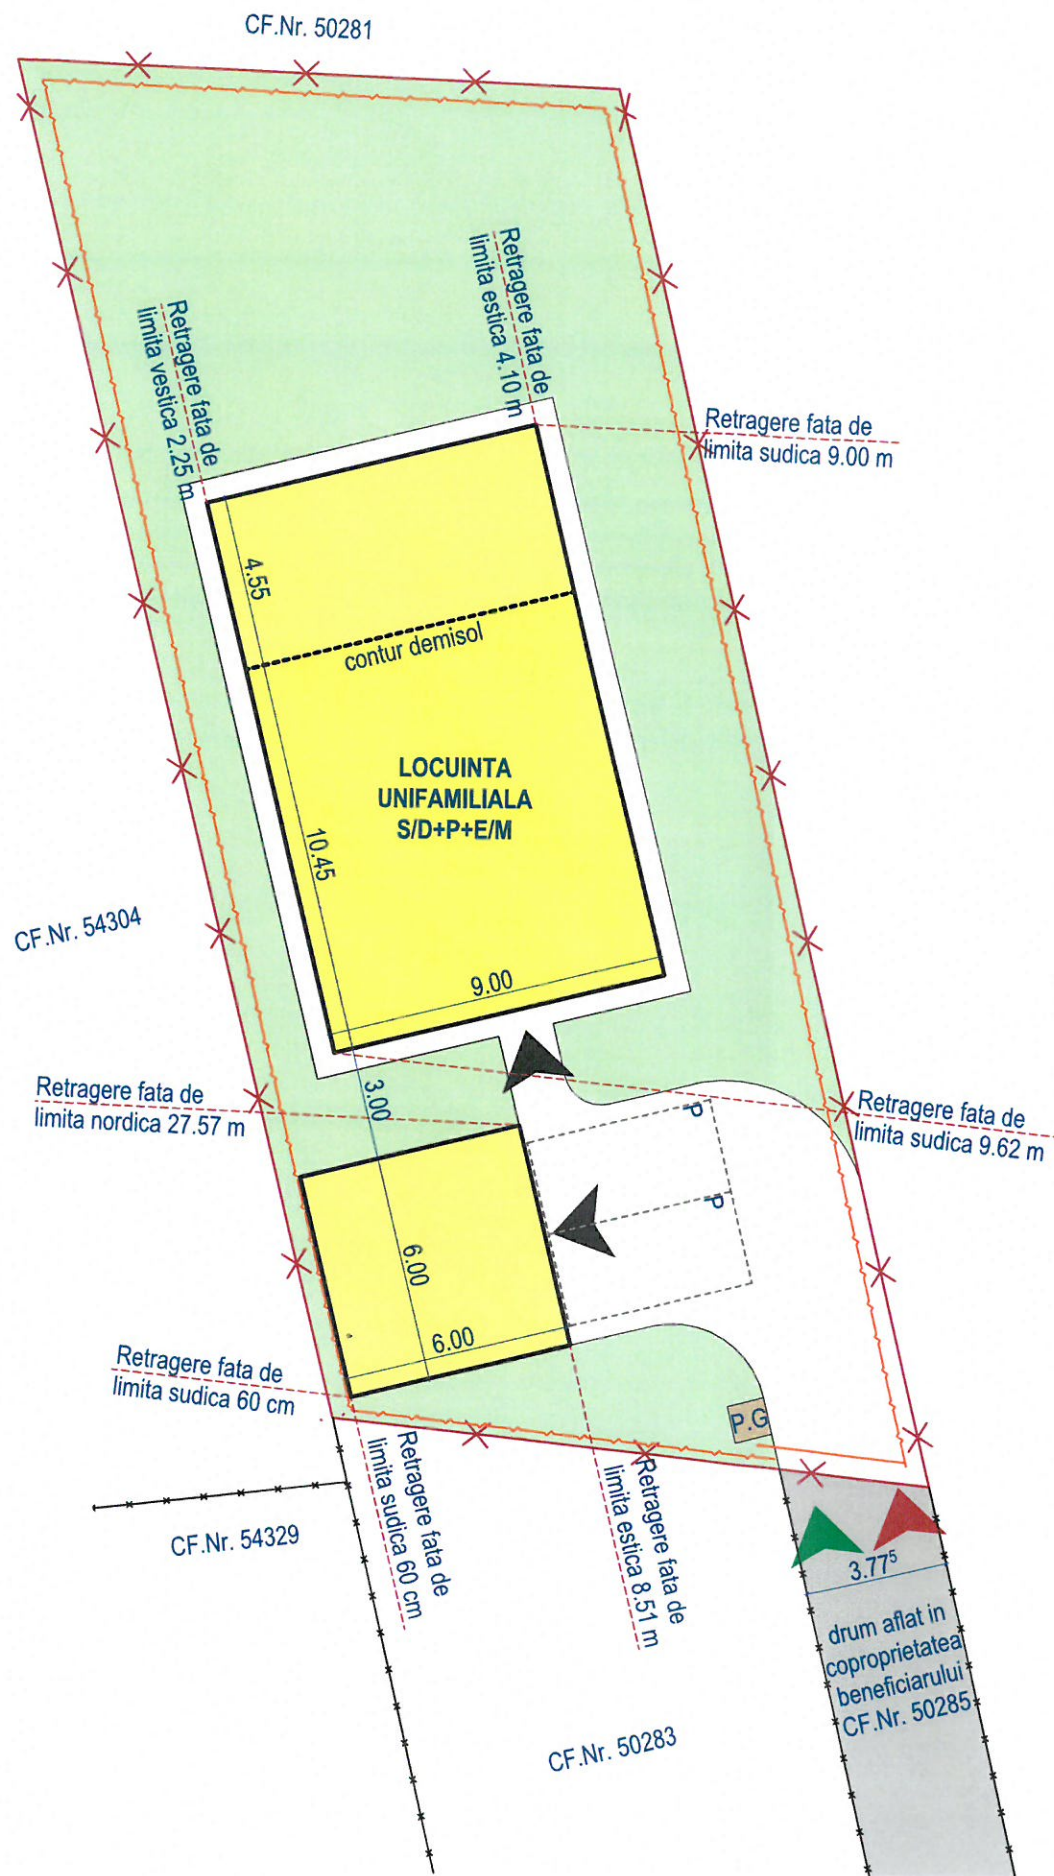 CF.Nr. 50281
Retragere fata de
limita estica 4.10 m
Retragere fata de
limita vestica 2.25 m
Retragere fata de
limita sudica 9.00 m
4.55
contur demisol
LOCUINTA
UNIFAMILIALA
S/D+P+E/M
10.45
CF.Nr. 54304
9.00
Retragere fata de
limita nordica 27.57 m
3.00
P
Retragere fata de
limita sudica 9.62 m
P
6.00
6.00
Retragere fata de
limita sudica 60 cm
P.G
Retragere fata de
limita sudica 60 cm
Retragere fata de
limita estica 8.51 m
CF.Nr. 54329
3.77⁵
drum aflat in
coproprietatea
beneficiarului
CF.Nr. 50285
CF.Nr. 50283